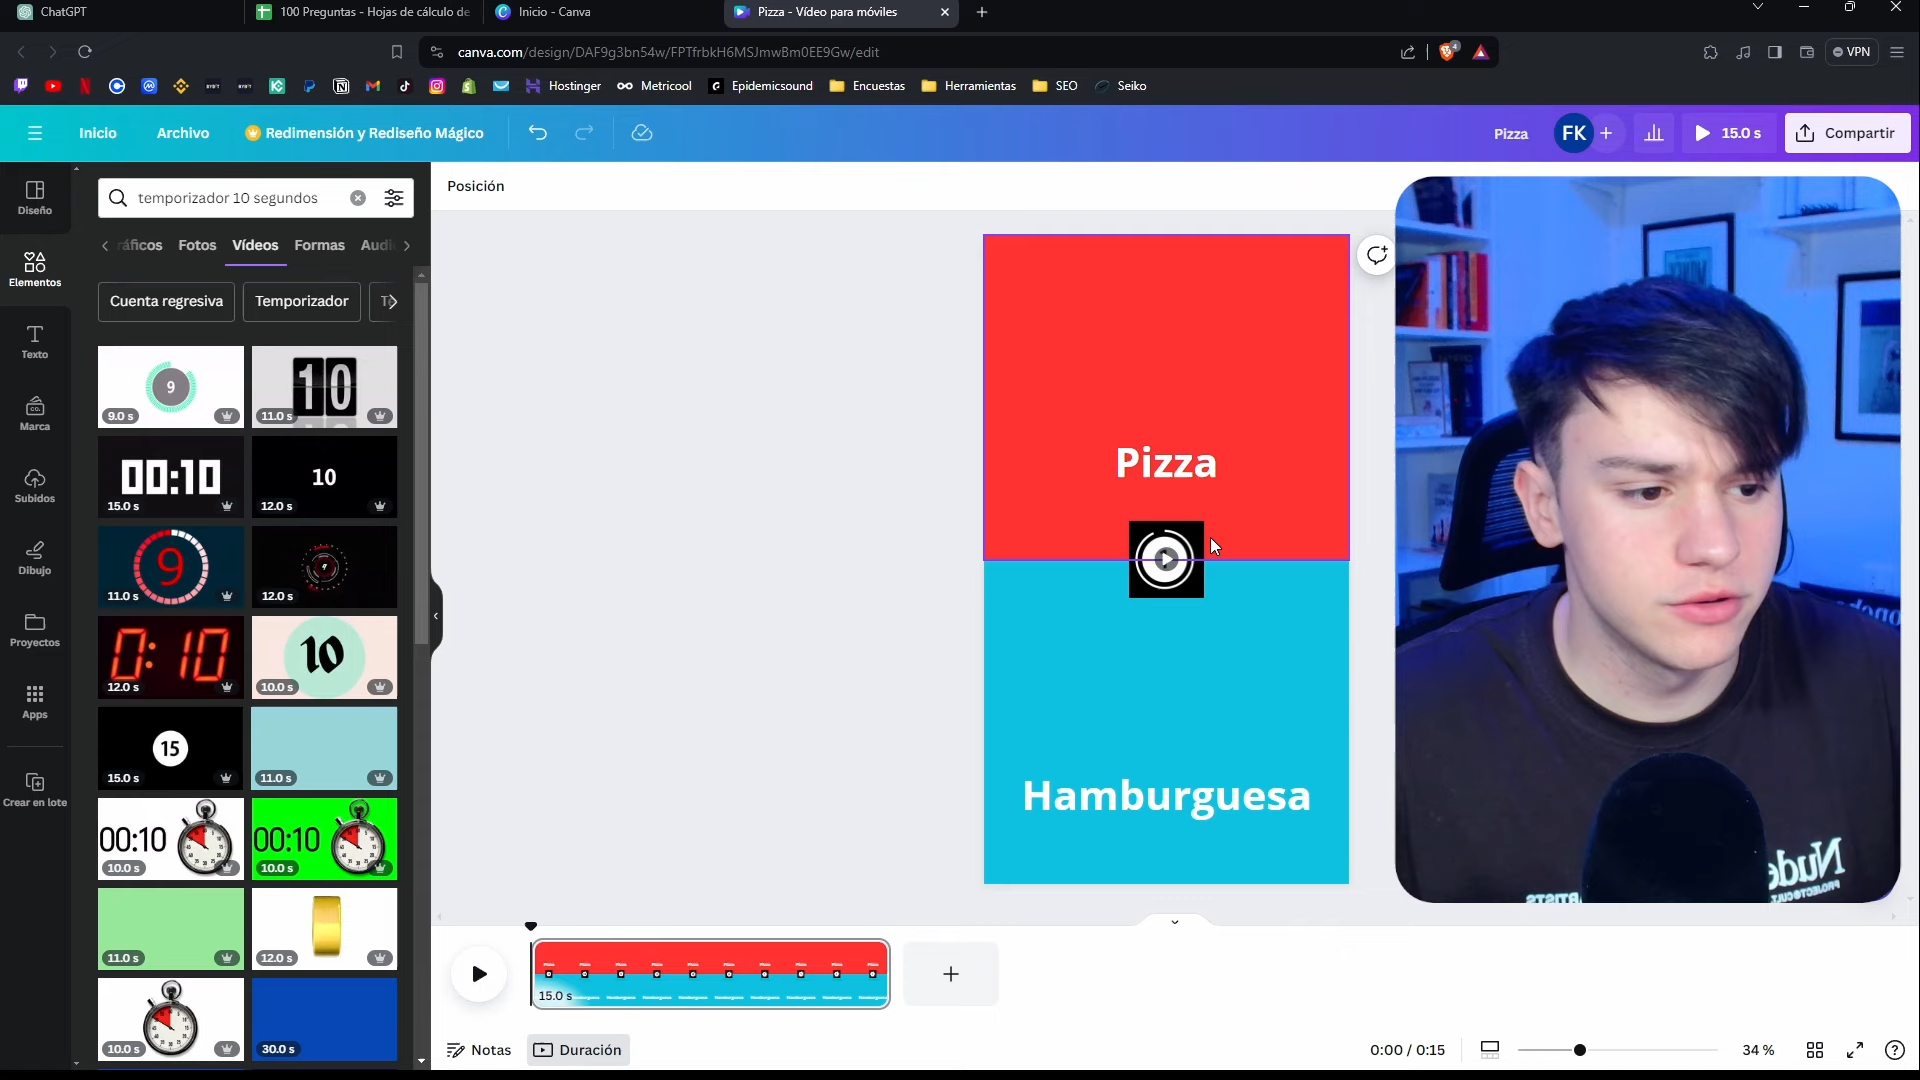 ChatGPT
100 Preguntas - Hojas de cálculo de
Inicio - Canva
Pizza - Vídeo para móviles
canva.com/design/DAF9g3bn54w/FPTfrbkH6MSJmwBm0EE9Gw/edit
VPN
Hostinger
Metricool
Epidemicsound
Encuestas
Herramientas
SEO
Seiko
Inicio
Archivo
Redimensión y Rediseño Mágico
Pizza
FK
15.0 s
Compartir
Diseño
Elementos
Texto
Marca
Subidos
Dibujo
Proyectos
Apps
Crear en lote
temporizador 10 segundos
áficos
Fotos
Vídeos
Formas
Audi
Cuenta regresiva
Temporizador
9
9.0 s
10
11.0 s
00:10
15.0 s
10
12.0 s
9
11.0 s
12.0 s
0:10
12.0 s
10
10.0 s
15
15.0 s
11.0 s
00:10
10.0 s
00:10
10.0 s
11.0 s
12.0 s
10.0 s
30.0 s
Posición
Pizza
Hamburguesa
15.0 s
Notas
Duración
0:00 / 0:15
34 %